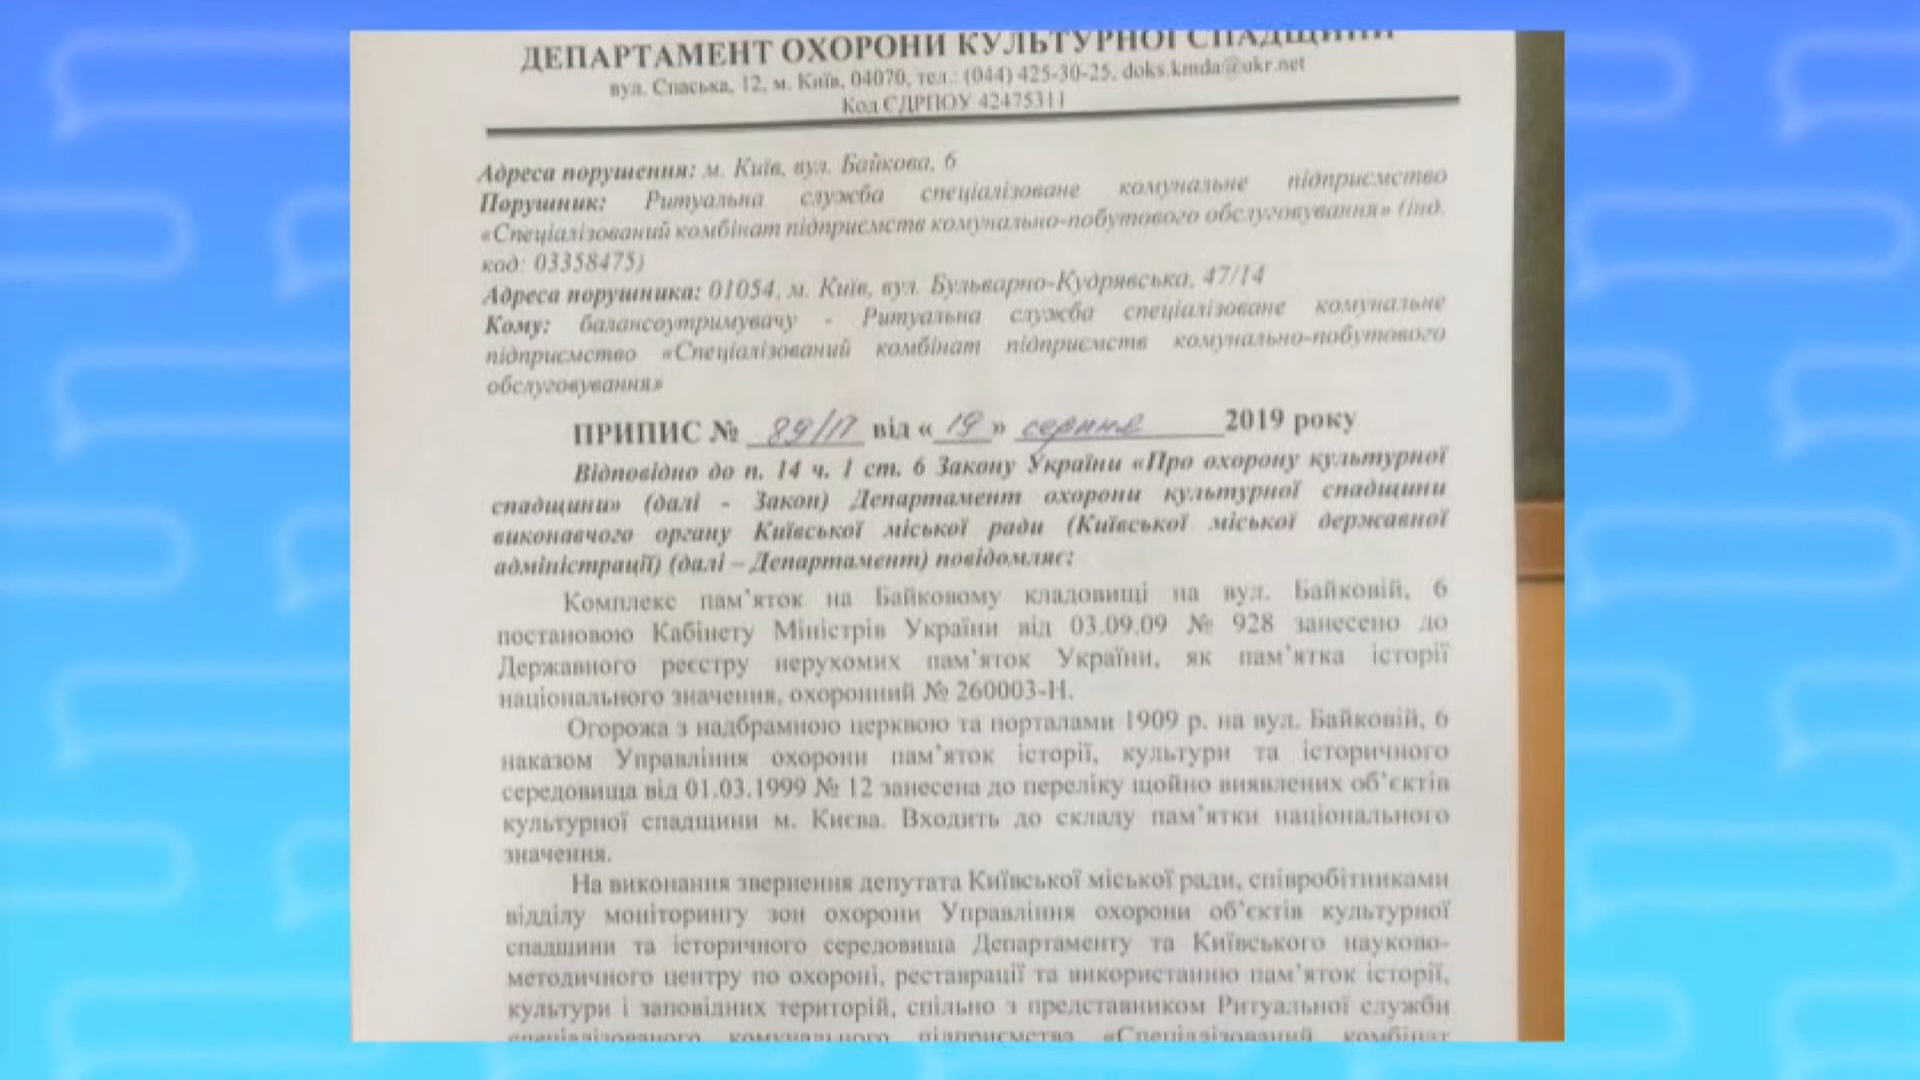 ДЕПАРТАМЕНТ ОХОРОНИ КУЛЬТУРНОЇ СПАДЩИНИ
вул. Спаська, 12, м. Київ, 04070, тел.: (044) 425-30-25, doks.kmda@ukr.net
Код ЄДРПОУ 42475311
Адреса порушення: м. Київ, вул. Байкова, 6
Порушник: Ритуальна служба спеціалізоване комунальне підприємство
«Спеціалізований комбінат підприємств комунально-побутового обслуговування» (інд.
код: 03358475)
Адреса порушника: 01054, м. Київ, вул. Бульварно-Кудрявська, 47/14
Кому: балансоутримувачу - Ритуальна служба спеціалізоване комунальне
підприємство «Спеціалізований комбінат підприємств комунально-побутового
обслуговування»
ПРИПИС № 89/П від «19» серпня 2019 року
Відповідно до п. 14 ч. 1 ст. 6 Закону України «Про охорону культурної
спадщини» (далі - Закон) Департамент охорони культурної спадщини
виконавчого органу Київської міської ради (Київської міської державної
адміністрації) (далі – Департамент) повідомляє:
Комплекс пам'яток на Байковому кладовищі на вул. Байковій, 6
постановою Кабінету Міністрів України від 03.09.09 № 928 занесено до
Державного реєстру нерухомих пам'яток України, як пам'ятка історії
національного значення, охоронний № 260003-Н.
Огорожа з надбрамною церквою та порталами 1909 р. на вул. Байковій, 6
наказом Управління охорони пам'яток історії, культури та історичного
середовища від 01.03.1999 № 12 занесена до переліку щойно виявлених об'єктів
культурної спадщини м. Києва. Входить до складу пам'ятки національного
значення.
На виконання звернення депутата Київської міської ради, співробітниками
відділу моніторингу зон охорони Управління охорони об'єктів культурної
спадщини та історичного середовища Департаменту та Київського науково-
методичного центру по охороні, реставрації та використанню пам'яток історії,
культури і заповідних територій, спільно з представником Ритуальної служби
спеціалізованого комунального підприємства «Спеціалізований комбінат